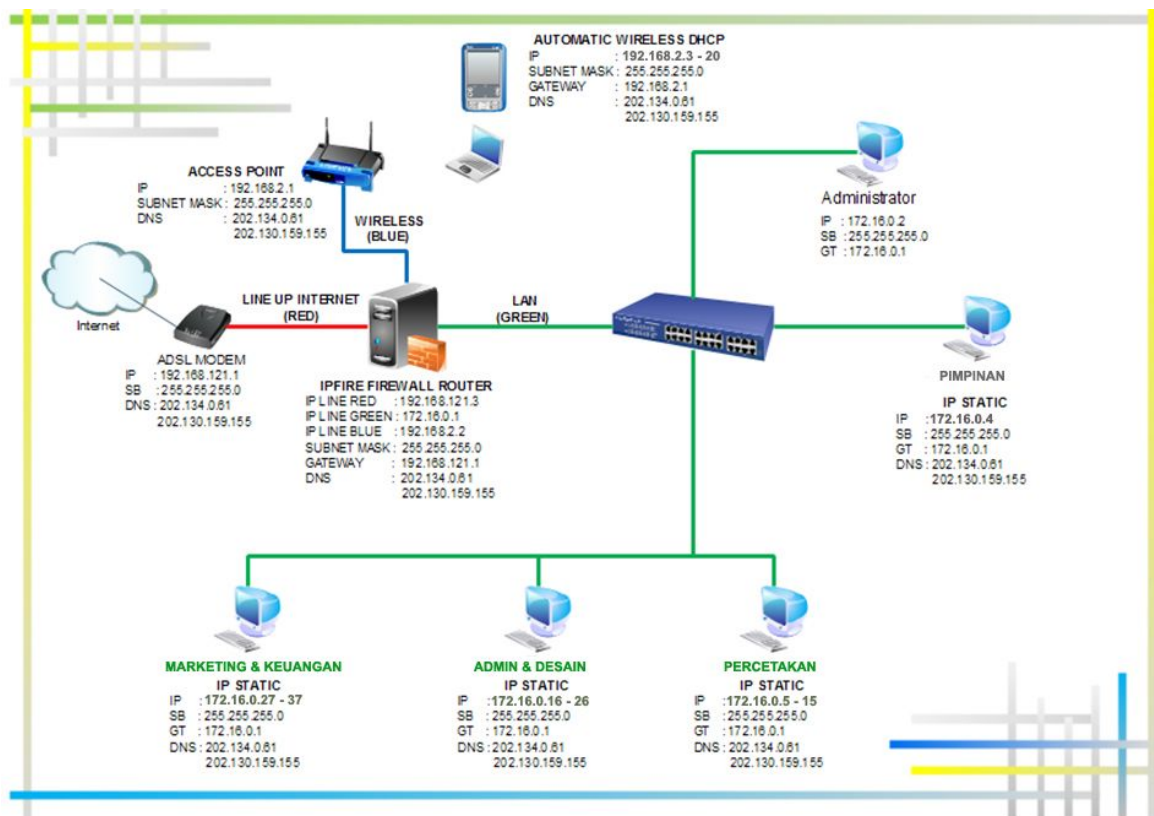 AUTOMATIC WIRELESS DHCP
IP : 192.168.2.3 - 20
SUBNET MASK : 255.255.255.0
GATEWAY : 192.168.2.1
DNS : 202.134.0.61
202.130.159.155
ACCESS POINT
IP : 192.168.2.1
SUBNET MASK : 255.255.255.0
DNS : 202.134.0.61
202.130.159.155
WIRELESS
(BLUE)
Administrator
IP : 172.16.0.2
SB : 255.255.255.0
GT : 172.16.0.1
Internet
LINE UP INTERNET
(RED)
LAN
(GREEN)
ADSL MODEM
IP : 192.168.121.1
SB : 255.255.255.0
DNS : 202.134.0.61
202.130.159.155
IPFIRE FIREWALL ROUTER
IP LINE RED : 192.168.121.3
IP LINE GREEN : 172.16.0.1
IP LINE BLUE : 192.168.2.2
SUBNET MASK : 255.255.255.0
GATEWAY : 192.168.121.1
DNS : 202.134.0.61
202.130.159.155
PIMPINAN
IP STATIC
IP : 172.16.0.4
SB : 255.255.255.0
GT : 172.16.0.1
DNS : 202.134.0.61
202.130.159.155
MARKETING & KEUANGAN
IP STATIC
IP : 172.16.0.27 - 37
SB : 255.255.255.0
GT : 172.16.0.1
DNS : 202.134.0.61
202.130.159.155
ADMIN & DESAIN
IP STATIC
IP : 172.16.0.16 - 26
SB : 255.255.255.0
GT : 172.16.0.1
DNS : 202.134.0.61
202.130.159.155
PERCETAKAN
IP STATIC
IP : 172.16.0.5 - 15
SB : 255.255.255.0
GT : 172.16.0.1
DNS : 202.134.0.61
202.130.159.155